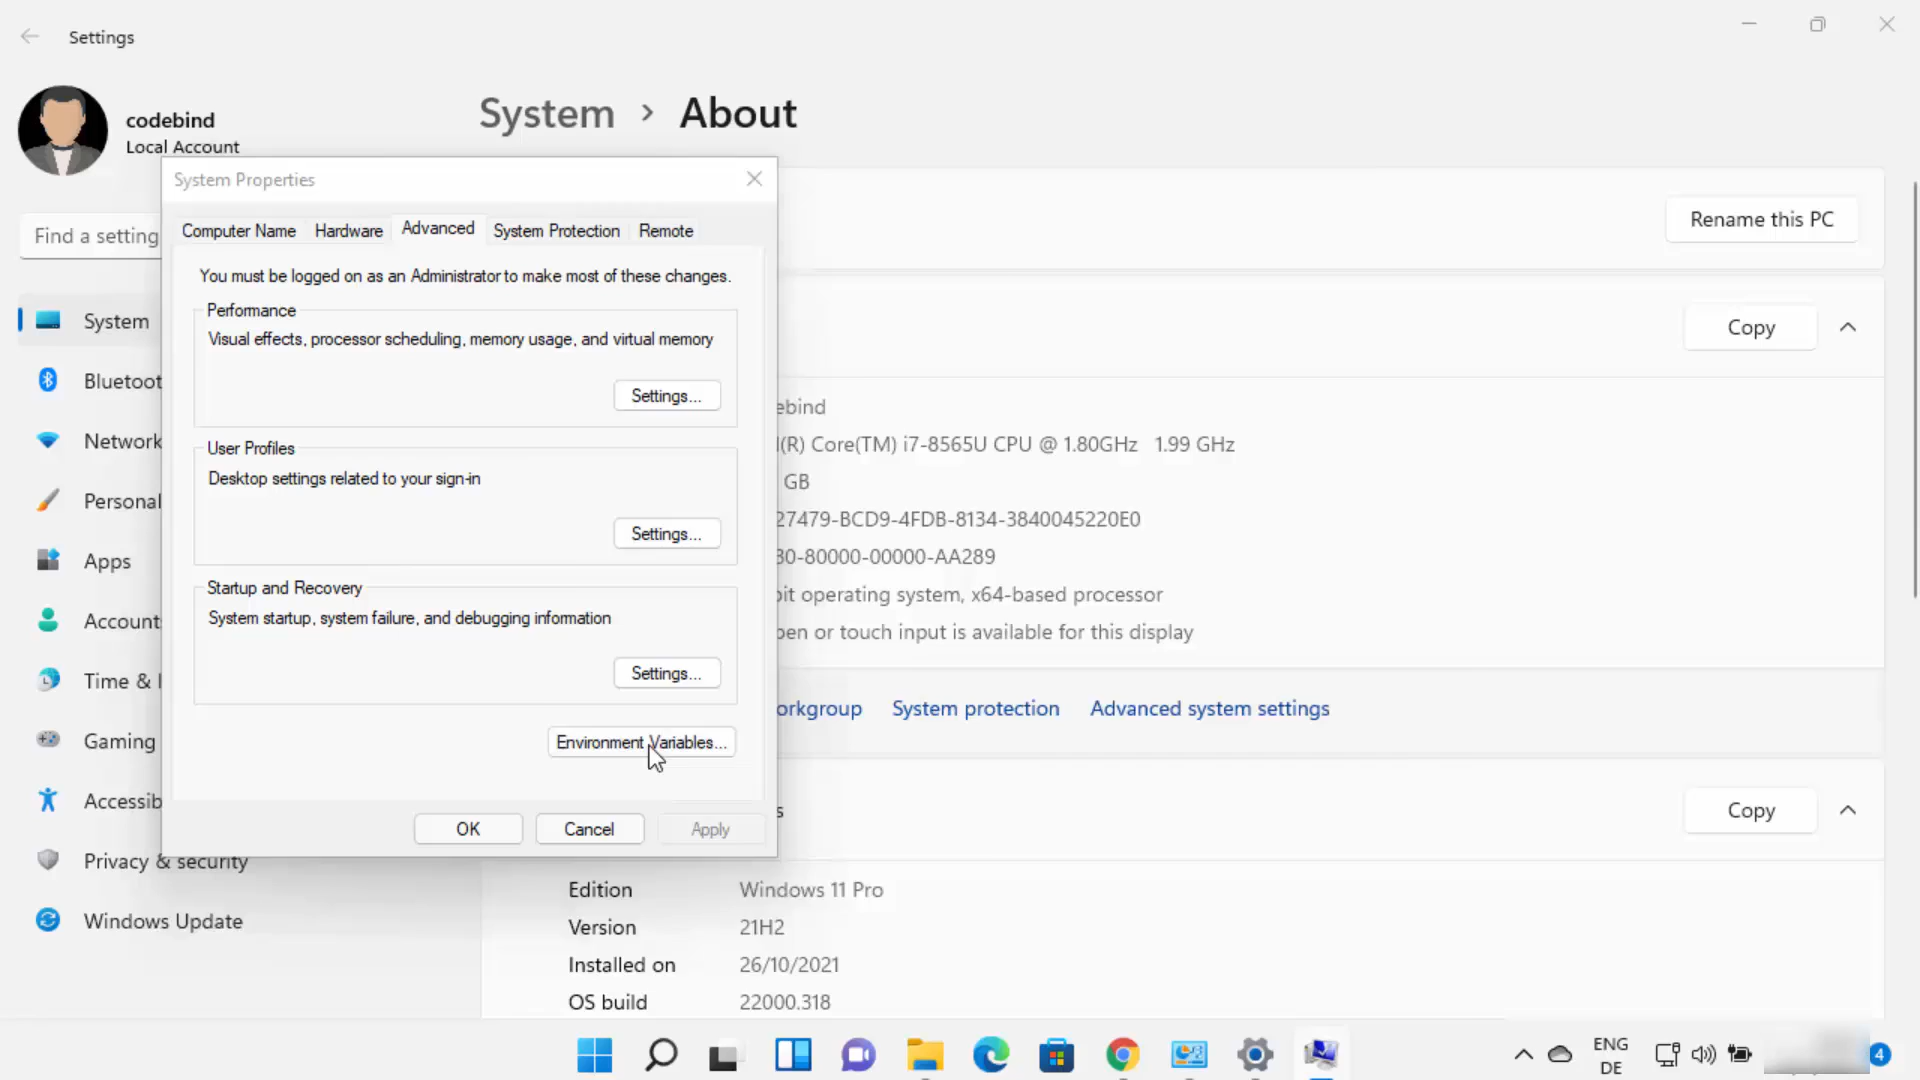 Settings
codebind
Local Account
System › About
Find a setting
System
Bluetoot
Network
Personal
Apps
Account
Time &
Gaming
Accessib
Privacy & security
Windows Update
System Properties
Computer Name Hardware Advanced System Protection Remote
You must be logged on as an Administrator to make most of these changes.
Performance
Visual effects, processor scheduling, memory usage, and virtual memory
Settings...
User Profiles
Desktop settings related to your sign-in
Settings...
Startup and Recovery
System startup, system failure, and debugging information
Settings...
Environment Variables...
OK Cancel Apply
Rename this PC
Copy
ebind
(R) Core(TM) i7-8565U CPU @ 1.80GHz 1.99 GHz
GB
27479-BCD9-4FDB-8134-3840045220E0
30-80000-00000-AA289
bit operating system, x64-based processor
pen or touch input is available for this display
orkgroup System protection Advanced system settings
s
Copy
Edition Windows 11 Pro
Version 21H2
Installed on 26/10/2021
OS build 22000.318
ENG
DE
4